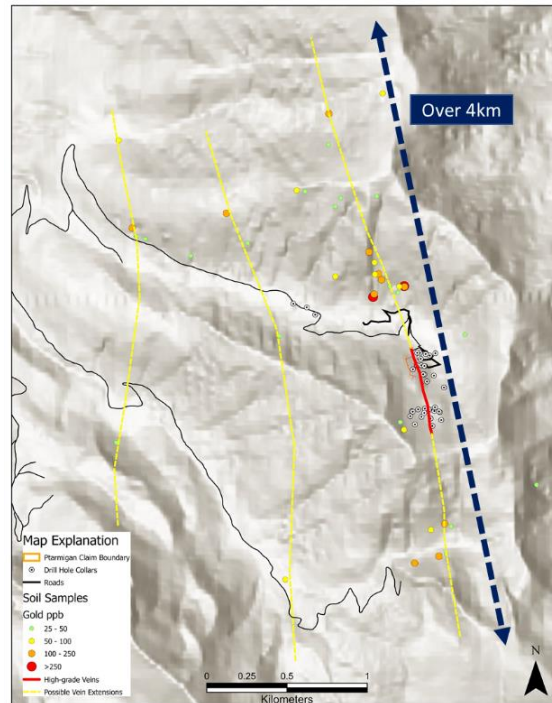 Over 4km
N
Map Explanation
Ptarmigan Claim Boundary
Drill Hole Collars
Roads
Soil Samples
Gold ppb
25 - 50
50 - 100
100 - 250
>250
High-grade Veins
Possible Vein Extensions
0 0.25 0.5 1
Kilometers